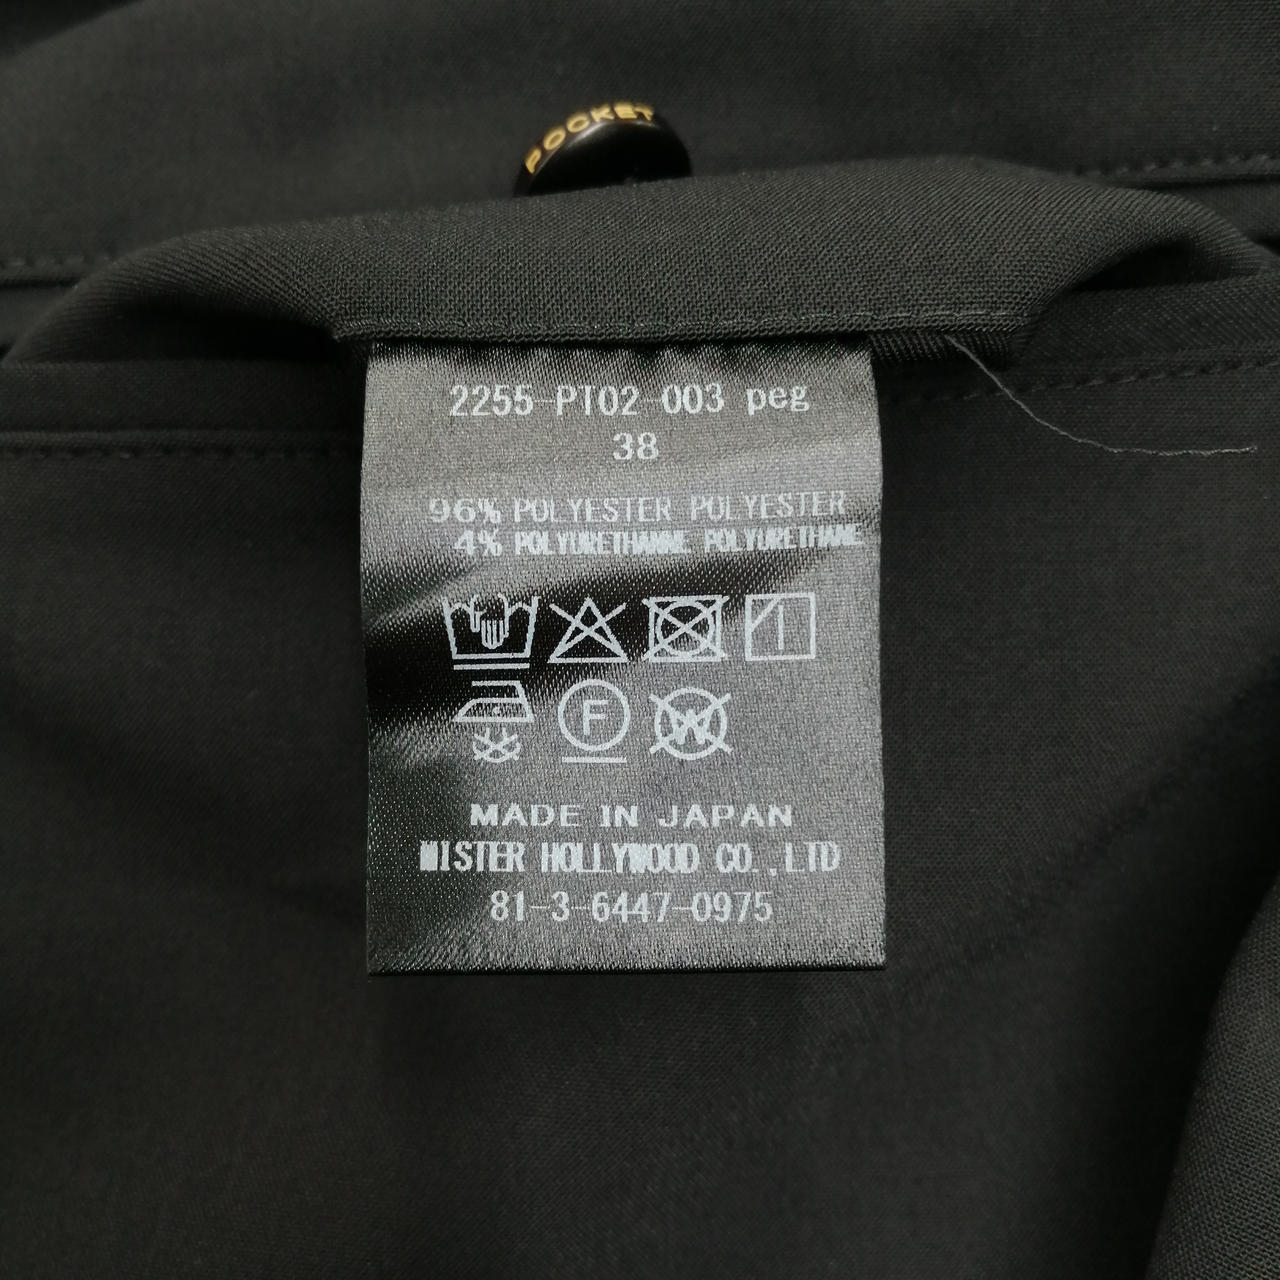 POCKET
2255-PT02-003 peg
38
96% POLYESTER POLYESTER
4% POLYURETHANNE POLYURETHANE
F
W
MADE IN JAPAN
MISTER HOLLYWOOD CO.,LTD
81-3-6447-0975